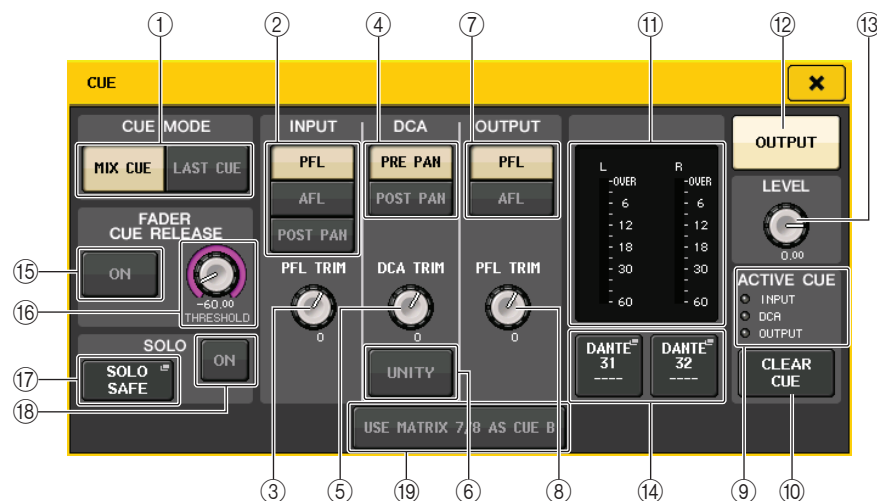 ① ② ④ ⑦ ⑪ ⑫ ⑬
CUE
CUE MODE
MIX CUE LAST CUE
INPUT
PFL
AFL
POST PAN
DCA
PRE PAN
POST PAN
OUTPUT
PFL
AFL
L R
OVER OVER
6 6
12 12
18 18
30 30
60 60
OUTPUT
LEVEL
0.00
FADER
CUE RELEASE
⑮
ON
⑯
-60.00
THRESHOLD
PFL TRIM
0
DCA TRIM
0
PFL TRIM
0
ACTIVE CUE
INPUT
DCA
OUTPUT
SOLO
⑰
SOLO
SAFE
⑱
ON
UNITY
DANTE
31
----
DANTE
32
----
CLEAR
CUE
USE MATRIX 7/8 AS CUE B
③ ⑤ ⑲ ⑥ ⑧ ⑭ ⑨ ⑩